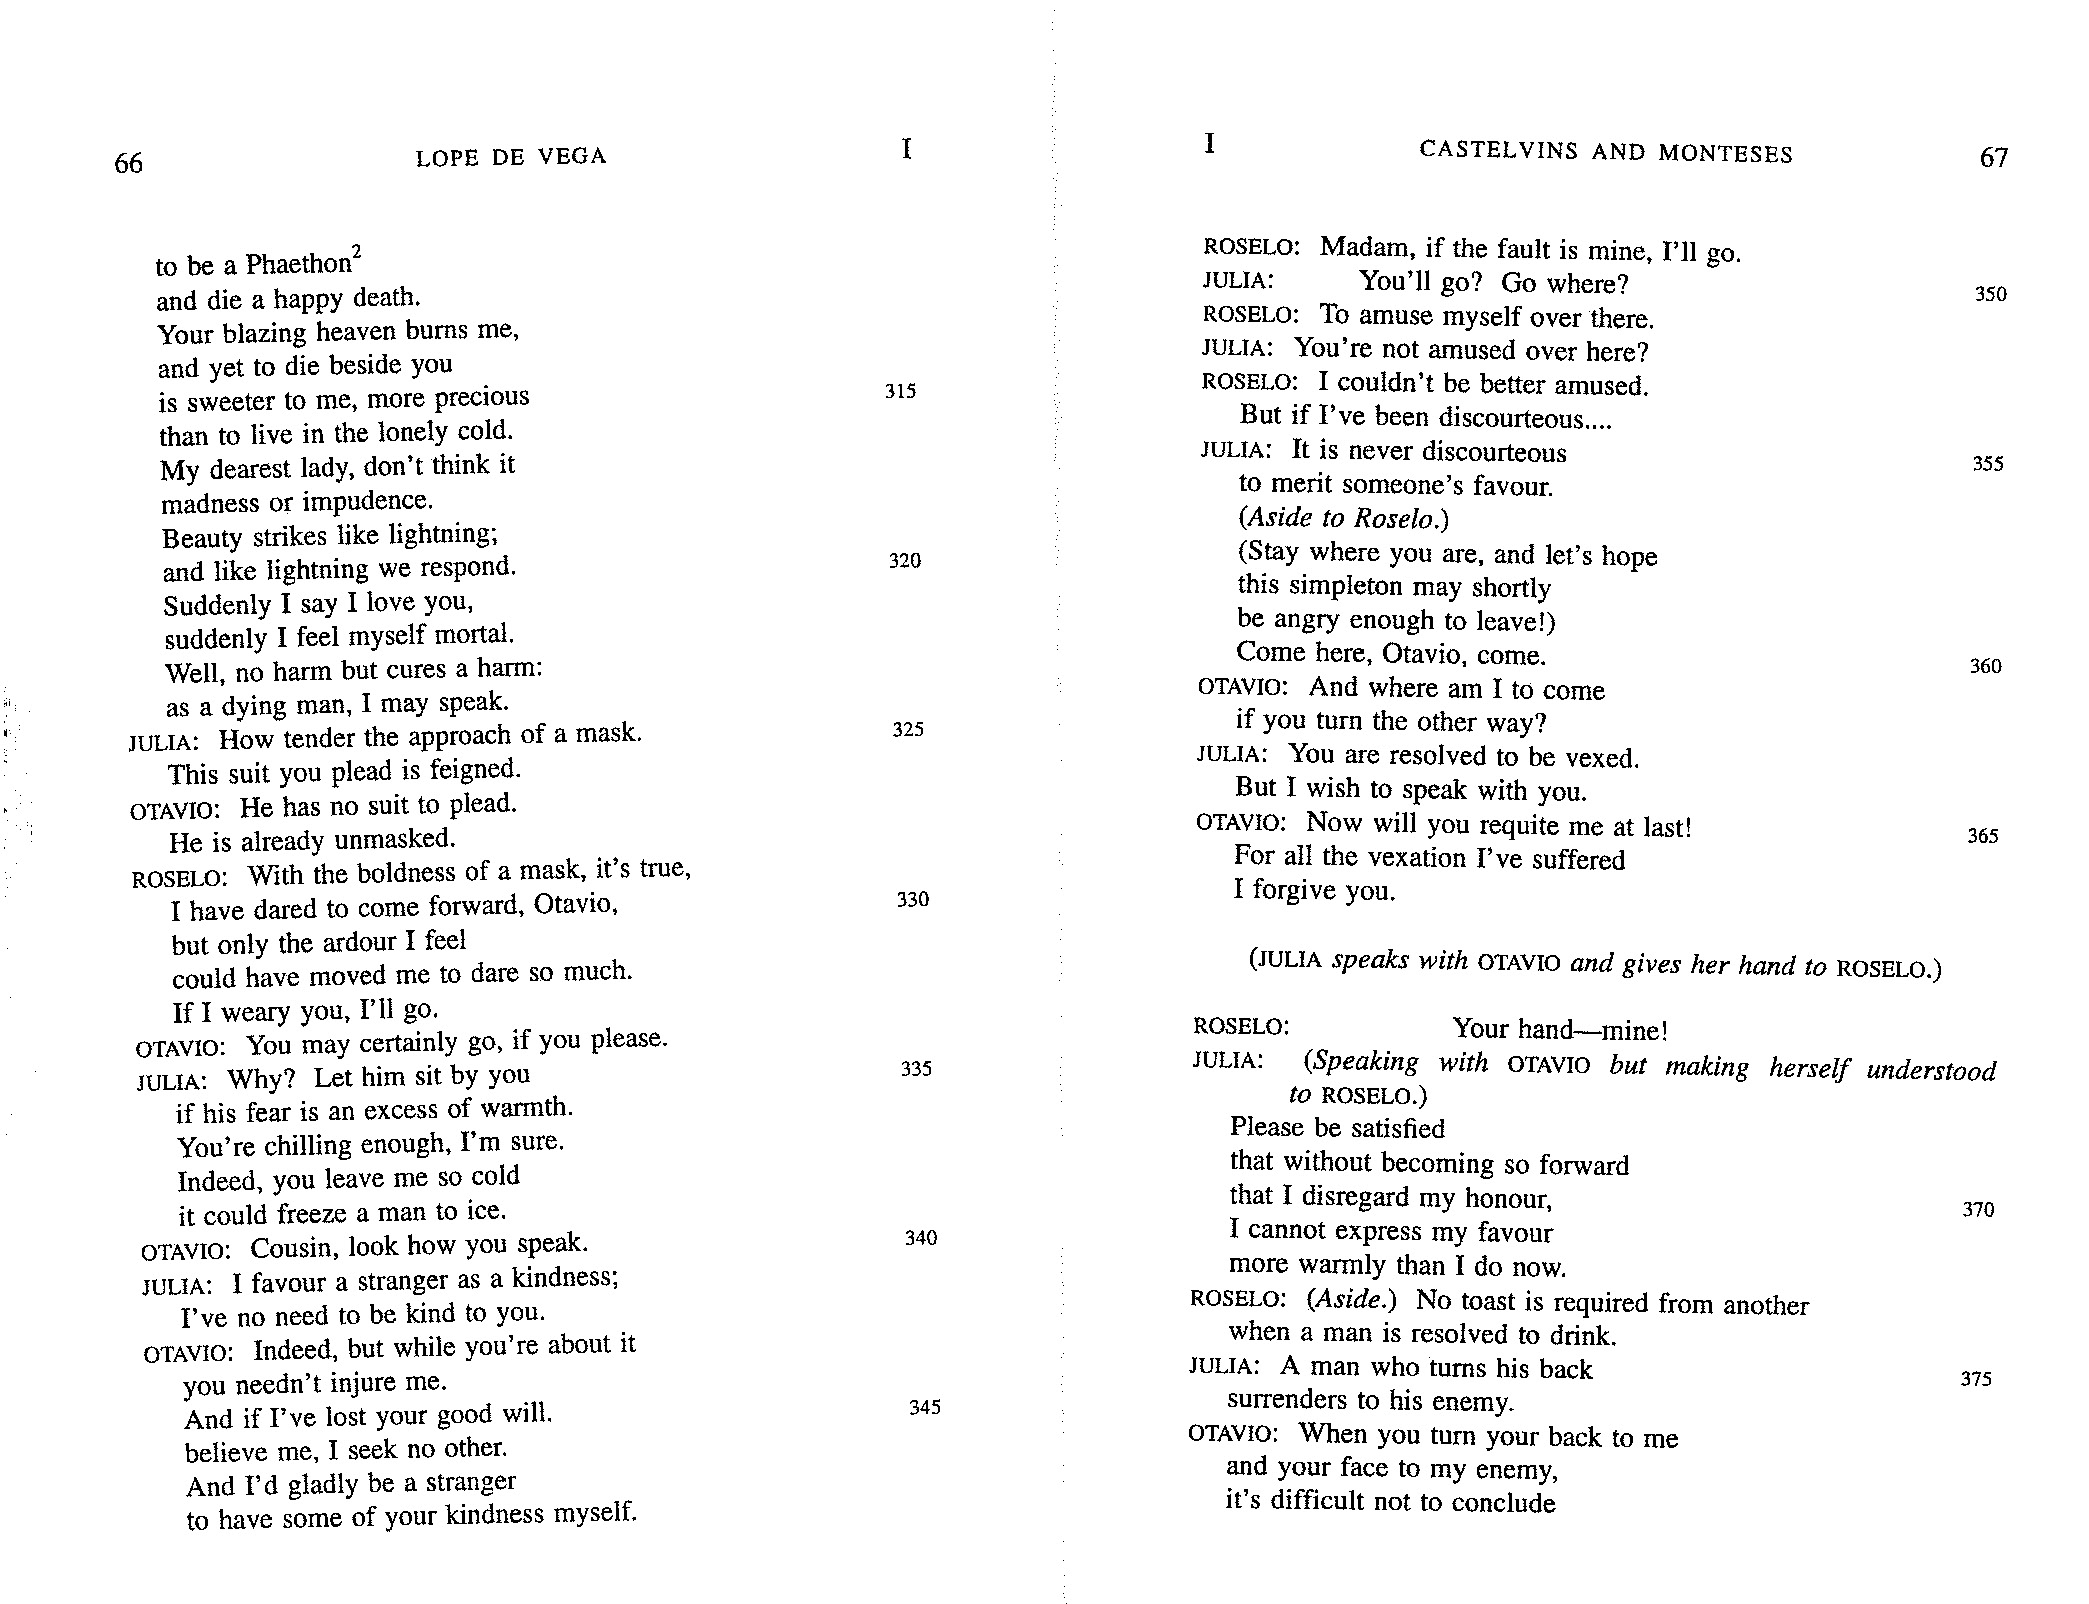 66 LOPE DE VEGA I
to be a Phaethon2
and die a happy death.
Your blazing heaven burns me,
and yet to die beside you
is sweeter to me, more precious 315
than to live in the lonely cold.
My dearest lady, don't think it
madness or impudence.
Beauty strikes like lightning;
and like lightning we respond. 320
Suddenly I say I love you,
suddenly I feel myself mortal.
Well, no harm but cures a harm:
as a dying man, I may speak.
JULIA: How tender the approach of a mask. 325
This suit you plead is feigned.
OTAVIO: He has no suit to plead.
He is already unmasked.
ROSELO: With the boldness of a mask, it's true,
I have dared to come forward, Otavio, 330
but only the ardour I feel
could have moved me to dare so much.
If I weary you, I'll go.
OTAVIO: You may certainly go, if you please.
JULIA: Why? Let him sit by you 335
if his fear is an excess of warmth.
You're chilling enough, I'm sure.
Indeed, you leave me so cold
it could freeze a man to ice.
OTAVIO: Cousin, look how you speak. 340
JULIA: I favour a stranger as a kindness;
I've no need to be kind to you.
OTAVIO: Indeed, but while you're about it
you needn't injure me.
And if I've lost your good will. 345
believe me, I seek no other.
And I'd gladly be a stranger
to have some of your kindness myself.
I CASTELVINS AND MONTESES 67
ROSELO: Madam, if the fault is mine, I'll go.
JULIA: You'll go? Go where? 350
ROSELO: To amuse myself over there.
JULIA: You're not amused over here?
ROSELO: I couldn't be better amused.
But if I've been discourteous....
JULIA: It is never discourteous 355
to merit someone's favour.
(Aside to Roselo.)
(Stay where you are, and let's hope
this simpleton may shortly
be angry enough to leave!)
Come here, Otavio, come. 360
OTAVIO: And where am I to come
if you turn the other way?
JULIA: You are resolved to be vexed.
But I wish to speak with you.
OTAVIO: Now will you requite me at last! 365
For all the vexation I've suffered
I forgive you.
(JULIA speaks with OTAVIO and gives her hand to ROSELO.)
ROSELO: Your hand—mine!
JULIA: (Speaking with OTAVIO but making herself understood
to ROSELO.)
Please be satisfied
that without becoming so forward
that I disregard my honour, 370
I cannot express my favour
more warmly than I do now.
ROSELO: (Aside.) No toast is required from another
when a man is resolved to drink.
JULIA: A man who turns his back 375
surrenders to his enemy.
OTAVIO: When you turn your back to me
and your face to my enemy,
it's difficult not to conclude